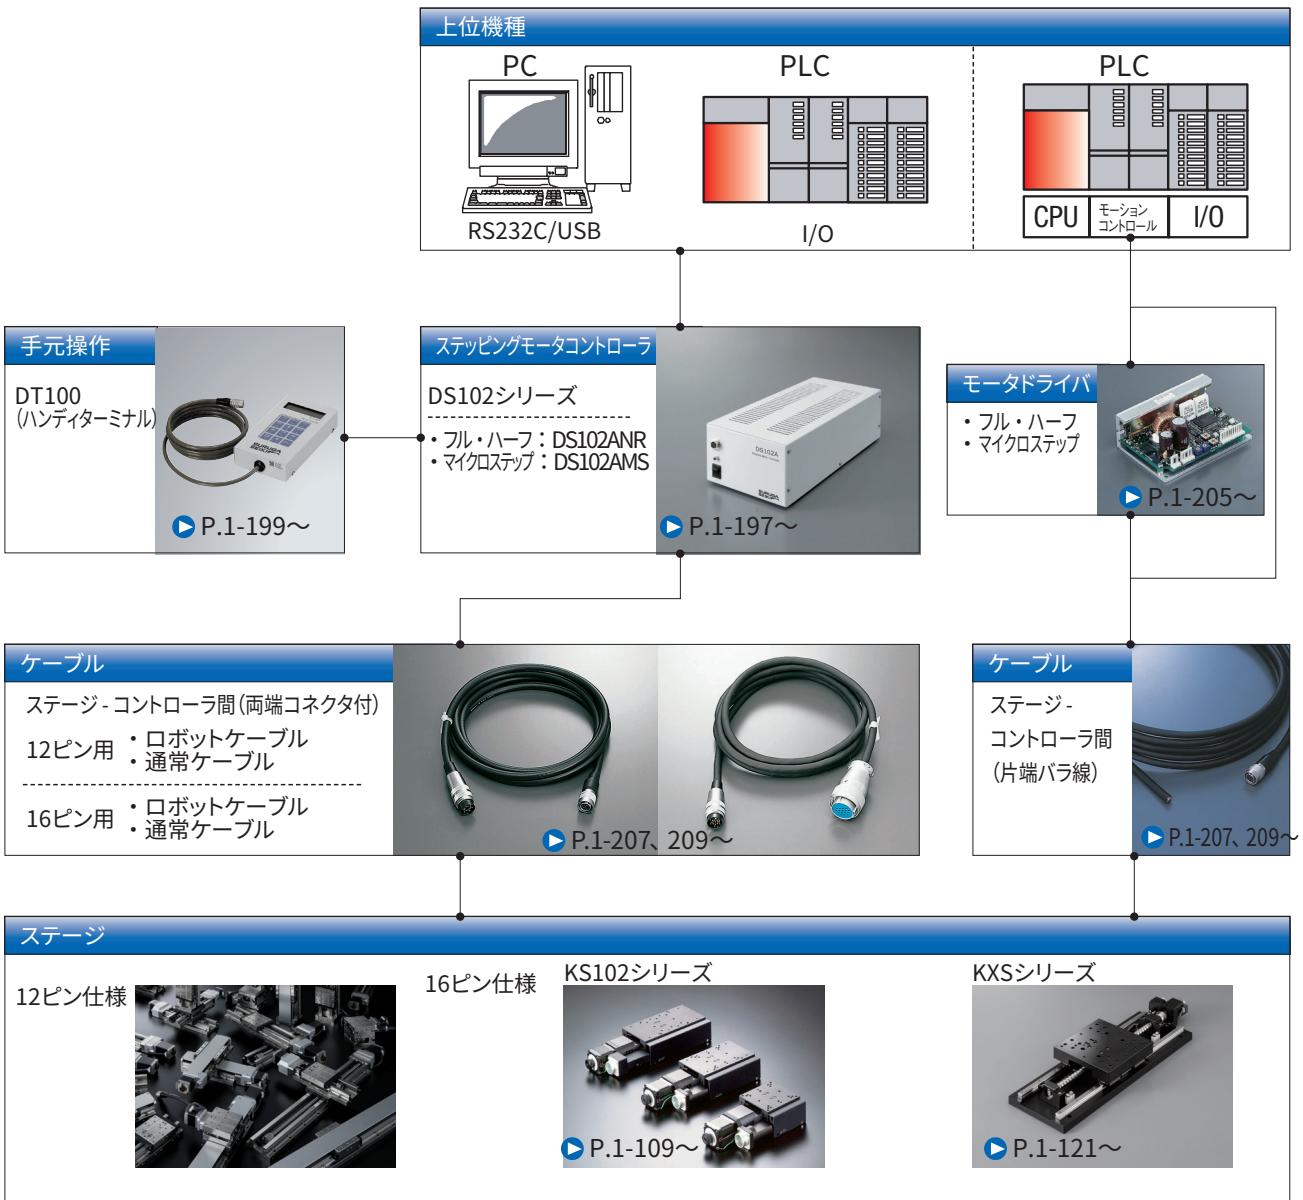 上位機種
PC
PLC
PLC
RS232C/USB
I/O
CPU
モーション
コントロール
I/O
手元操作
DT100
(ハンディターミナル)
P.1-199～
ステッピングモータコントローラ
DS102シリーズ
・フル・ハーフ：DS102ANR
・マイクロステップ：DS102AMS
DS102A
P.1-197～
モータドライバ
・フル・ハーフ
・マイクロステップ
P.1-205～
ケーブル
ステージ - コントローラ間(両端コネクタ付)
12ピン用
・ロボットケーブル
・通常ケーブル
16ピン用
・ロボットケーブル
・通常ケーブル
P.1-207、209～
ケーブル
ステージ -
コントローラ間
(片端バラ線)
P.1-207、209～
ステージ
12ピン仕様
16ピン仕様
KS102シリーズ
P.1-109～
KXSシリーズ
P.1-121～